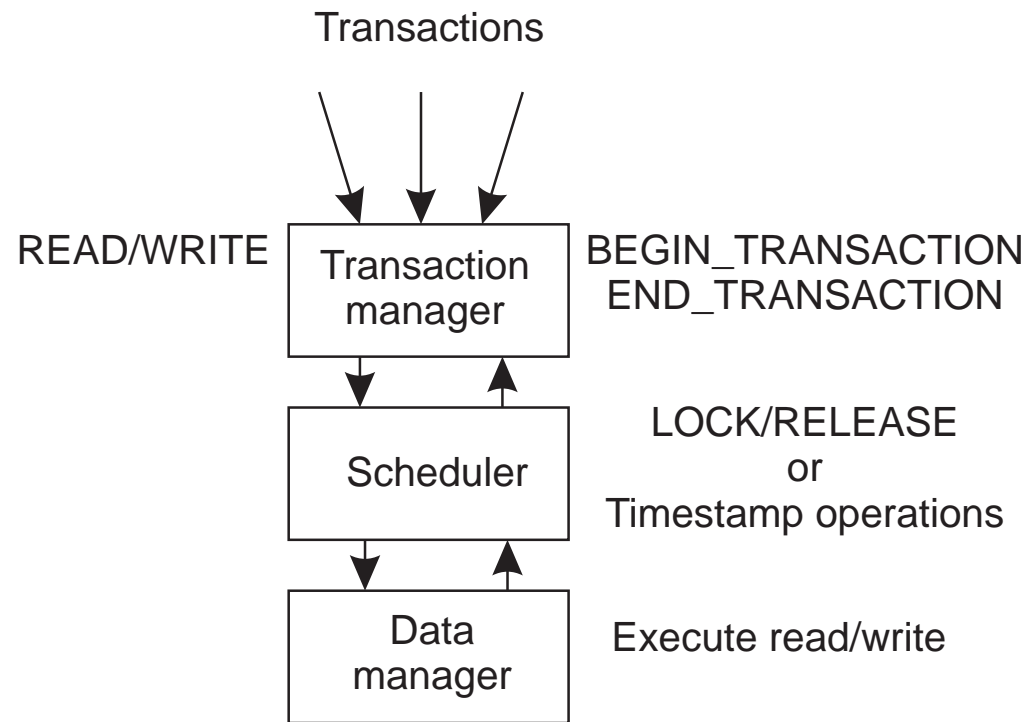 Transactions
READ/WRITE
Transaction
manager
BEGIN_TRANSACTION
END_TRANSACTION
Scheduler
LOCK/RELEASE
or
Timestamp operations
Data
manager
Execute read/write